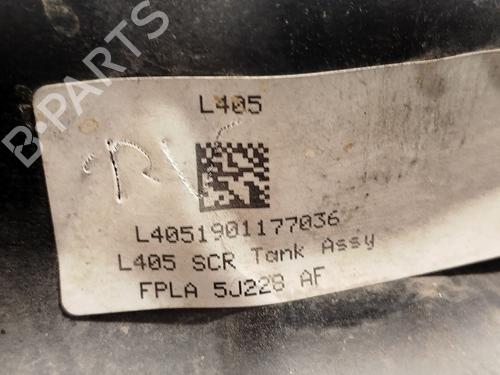 L405
RV
L4051901177036
L405 SCR Tank Assy
FPLA 5J228 AF
B-PARTS